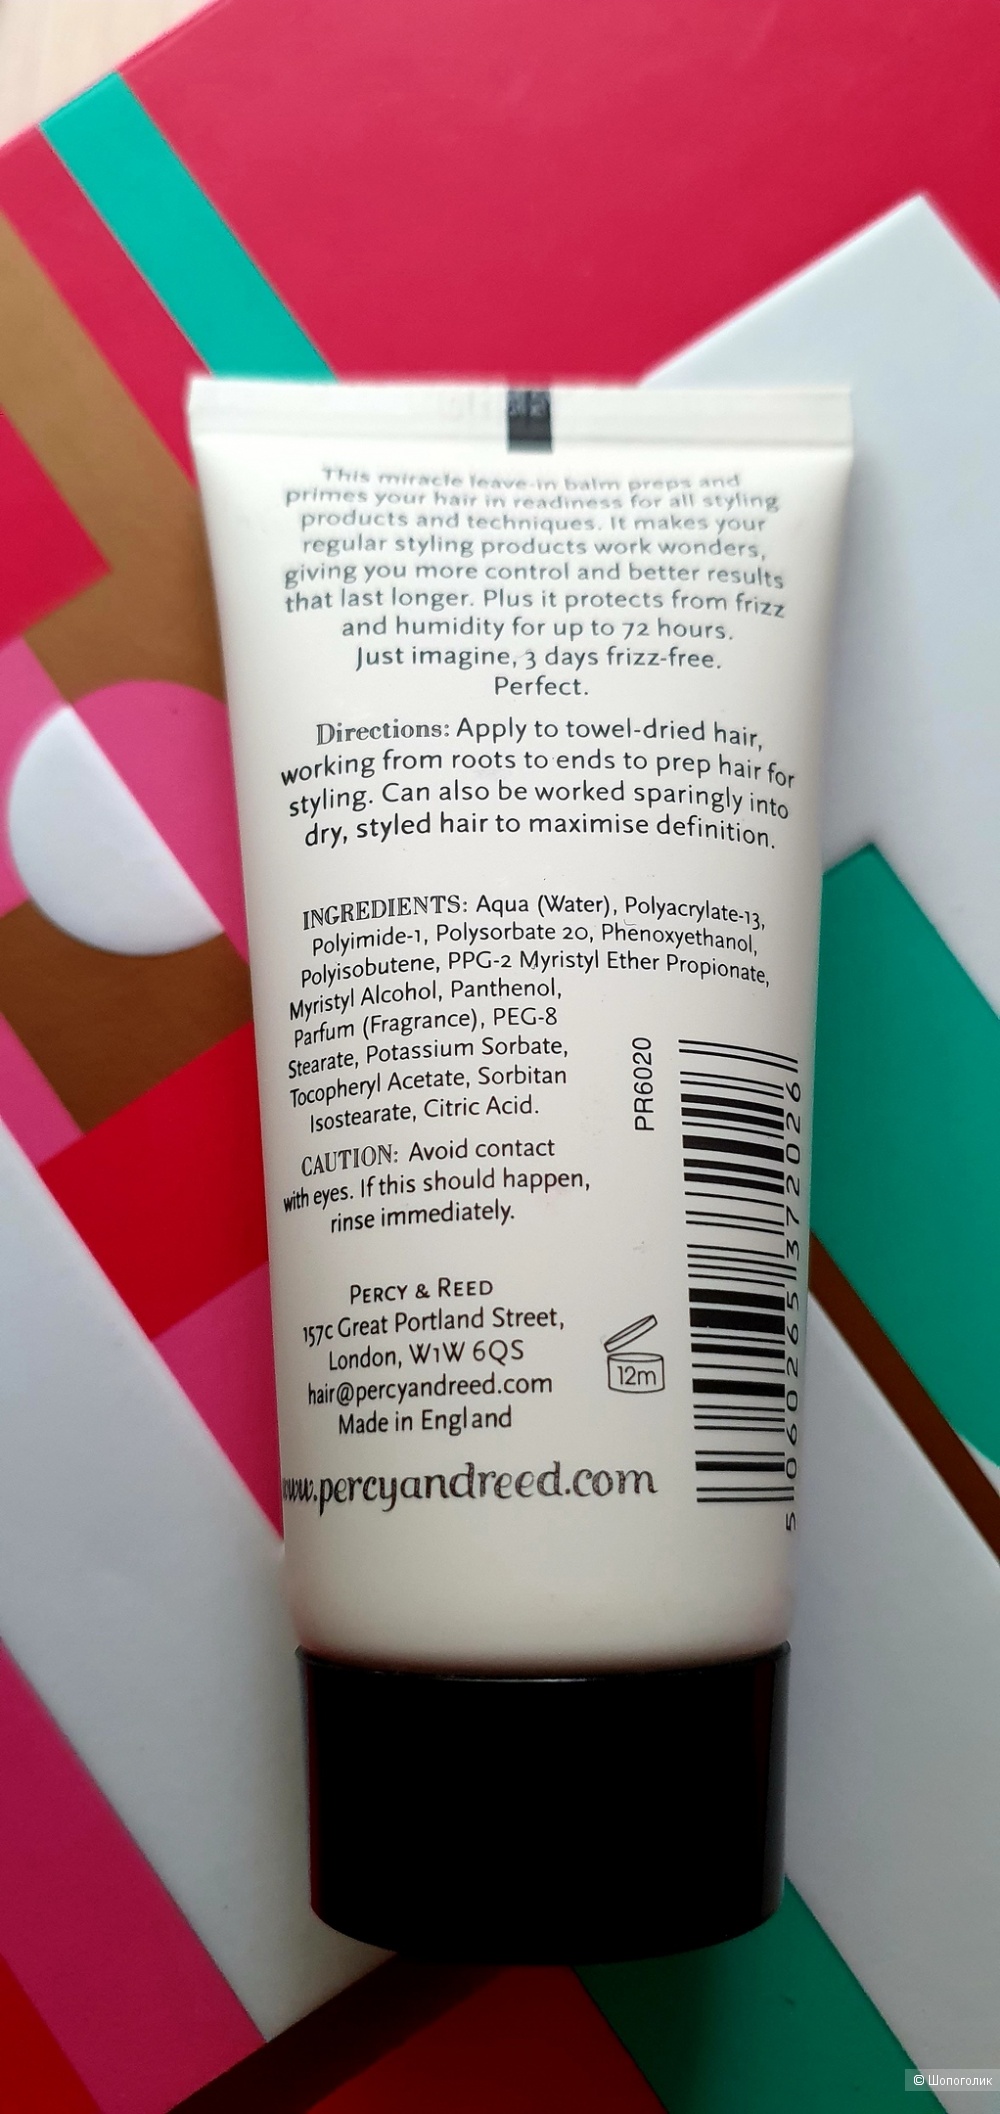 This miracle leave-in balm preps and
primes your hair in readiness for all styling
products and techniques. It makes your
regular styling products work wonders,
giving you more control and better results
that last longer. Plus it protects from frizz
and humidity for up to 72 hours.
Just imagine, 3 days frizz-free.
Perfect.
Directions: Apply to towel-dried hair,
working from roots to ends to prep hair for
styling. Can also be worked sparingly into
dry, styled hair to maximise definition.
INGREDIENTS: Aqua (Water), Polyacrylate-13,
Polyimide-1, Polysorbate 20, Phenoxyethanol,
Polyisobutene, PPG-2 Myristyl Ether Propionate,
Myristyl Alcohol, Panthenol,
Parfum (Fragrance), PEG-8
Stearate, Potassium Sorbate,
Tocopheryl Acetate, Sorbitan
Isostearate, Citric Acid.
CAUTION: Avoid contact
with eyes. If this should happen,
rinse immediately.
PERCY & REED
157c Great Portland Street,
London, W1W 6QS
hair@percyandreed.com
Made in England
www.percyandreed.com
12m
PR6020
5 060265 372026
© Шопоголик